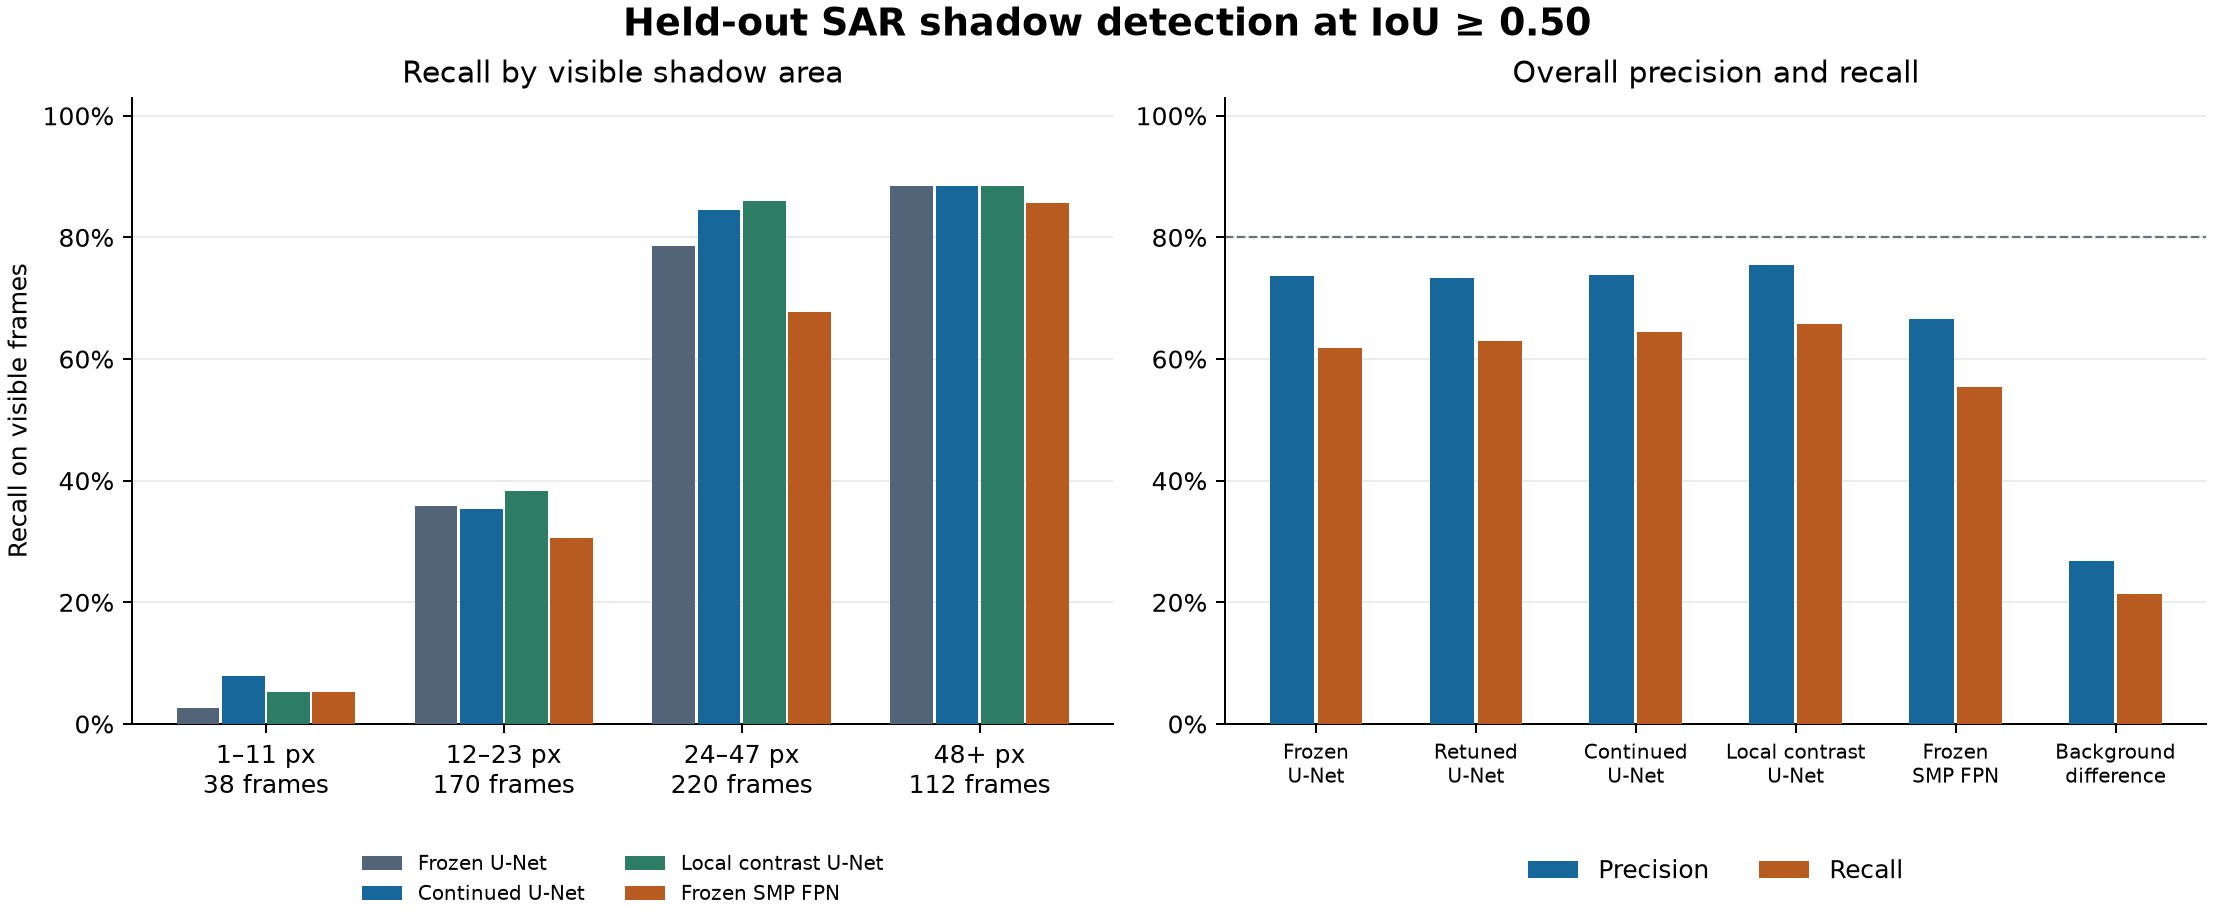 Held-out SAR shadow detection at IoU ≥ 0.50
Recall by visible shadow area
Recall on visible frames
100%
80%
60%
40%
20%
0%
1–11 px
38 frames
12–23 px
170 frames
24–47 px
220 frames
48+ px
112 frames
Frozen U-Net
Continued U-Net
Local contrast U-Net
Frozen SMP FPN
Overall precision and recall
100%
80%
60%
40%
20%
0%
Frozen
U-Net
Retuned
U-Net
Continued
U-Net
Local contrast
U-Net
Frozen
SMP FPN
Background
difference
Precision
Recall